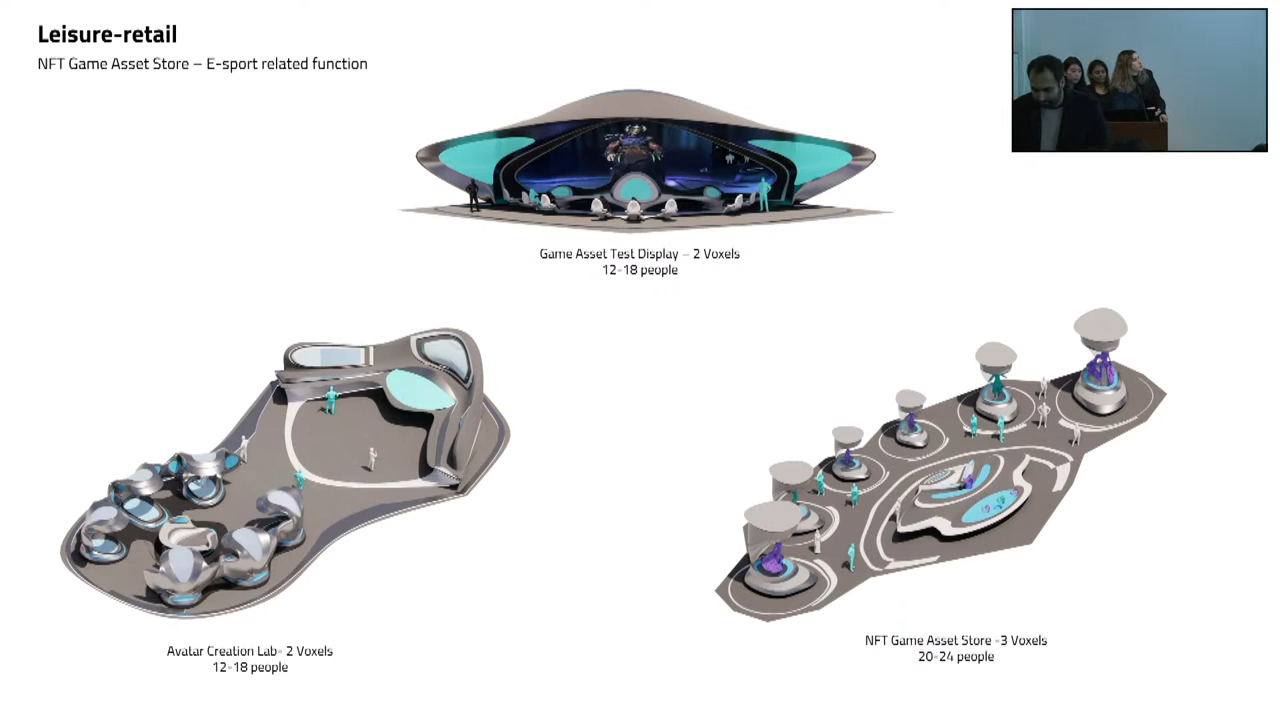 Leisure-retail
NFT Game Asset Store – E-sport related function
Game Asset Test Display – 2 Voxels
12-18 people
Avatar Creation Lab- 2 Voxels
12-18 people
NFT Game Asset Store -3 Voxels
20-24 people